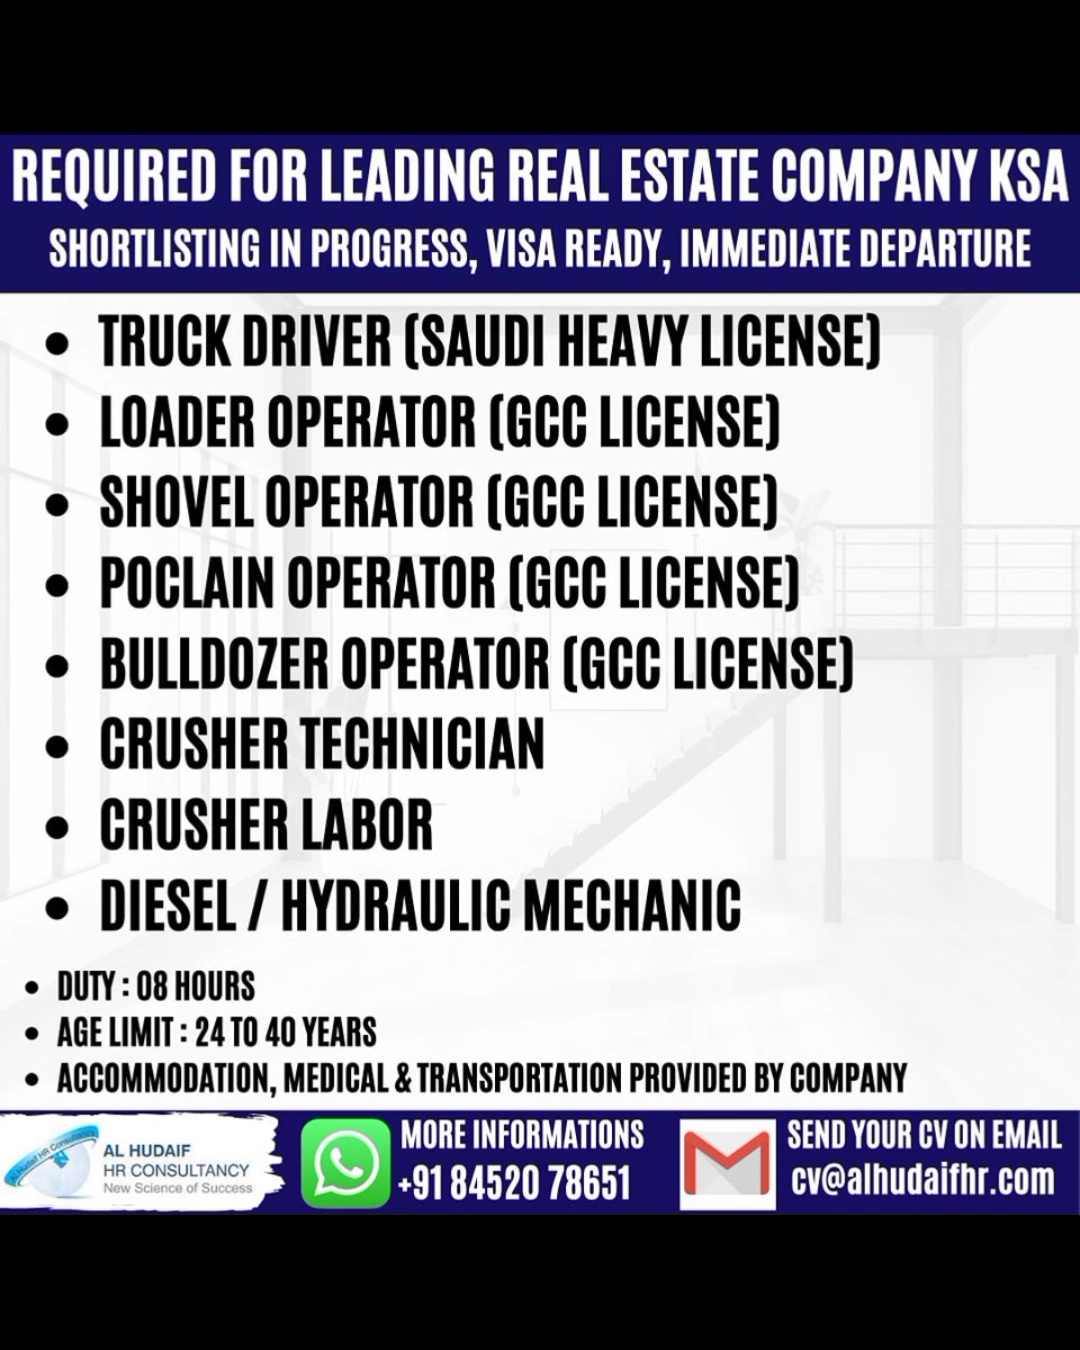 REQUIRED FOR LEADING REAL ESTATE COMPANY KSA
SHORTLISTING IN PROGRESS, VISA READY, IMMEDIATE DEPARTURE
• TRUCK DRIVER (SAUDI HEAVY LICENSE)
• LOADER OPERATOR (GCC LICENSE)
• SHOVEL OPERATOR (GCC LICENSE)
• POCLAIN OPERATOR (GCC LICENSE)
• BULLDOZER OPERATOR (GCC LICENSE)
• CRUSHER TECHNICIAN
• CRUSHER LABOR
• DIESEL / HYDRAULIC MECHANIC
• DUTY : 08 HOURS
• AGE LIMIT : 24 TO 40 YEARS
• ACCOMMODATION, MEDICAL & TRANSPORTATION PROVIDED BY COMPANY
Al Hudaif HR Consultancy
AL HUDAIF
HR CONSULTANCY
New Science of Success
MORE INFORMATIONS
+91 84520 78651
SEND YOUR CV ON EMAIL
cv@alhudaifhr.com